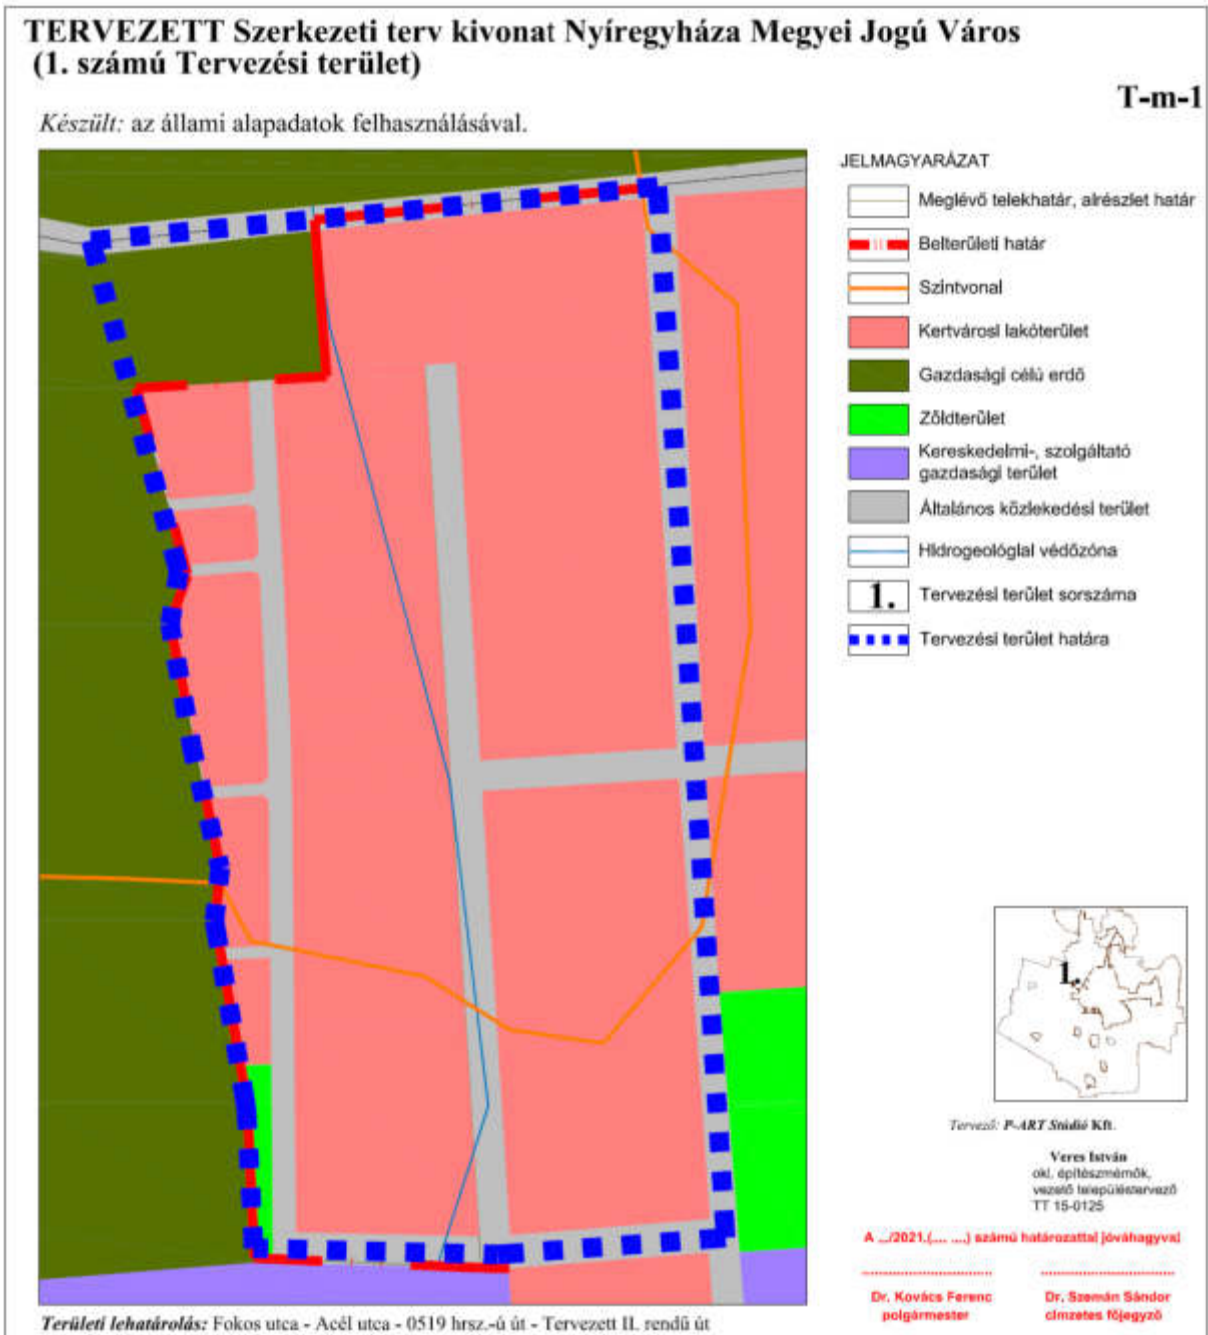 TERVEZETT Szerkezeti terv kivonat Nyíregyháza Megyei Jogú Város
(1. számú Tervezési terület)
T-m-1
Készült: az állami alapadatok felhasználásával.
JELMAGYARÁZAT
Meglévő telekhatár, alrészlet határ
Belterületi határ
Szintvonal
Kertvárosi lakóterület
Gazdasági célú erdő
Zöldterület
Kereskedelmi-, szolgáltató
gazdasági terület
Általános közlekedési terület
Hidrogeológiai védőzóna
1. Tervezési terület sorszáma
Tervezési terület határa
1.
Tervező: P-ART Stúdió Kft.
Veres István
okl. építészmérnök,
vezető településtervező
TT 15-0125
A .../2021.(.... ....) számú határozattal jóváhagyva!
Dr. Kovács Ferenc
polgármester
Dr. Szemán Sándor
címzetes főjegyző
Területi lehatárolás: Fokos utca - Acél utca - 0519 hrsz.-ú út - Tervezett II. rendű út